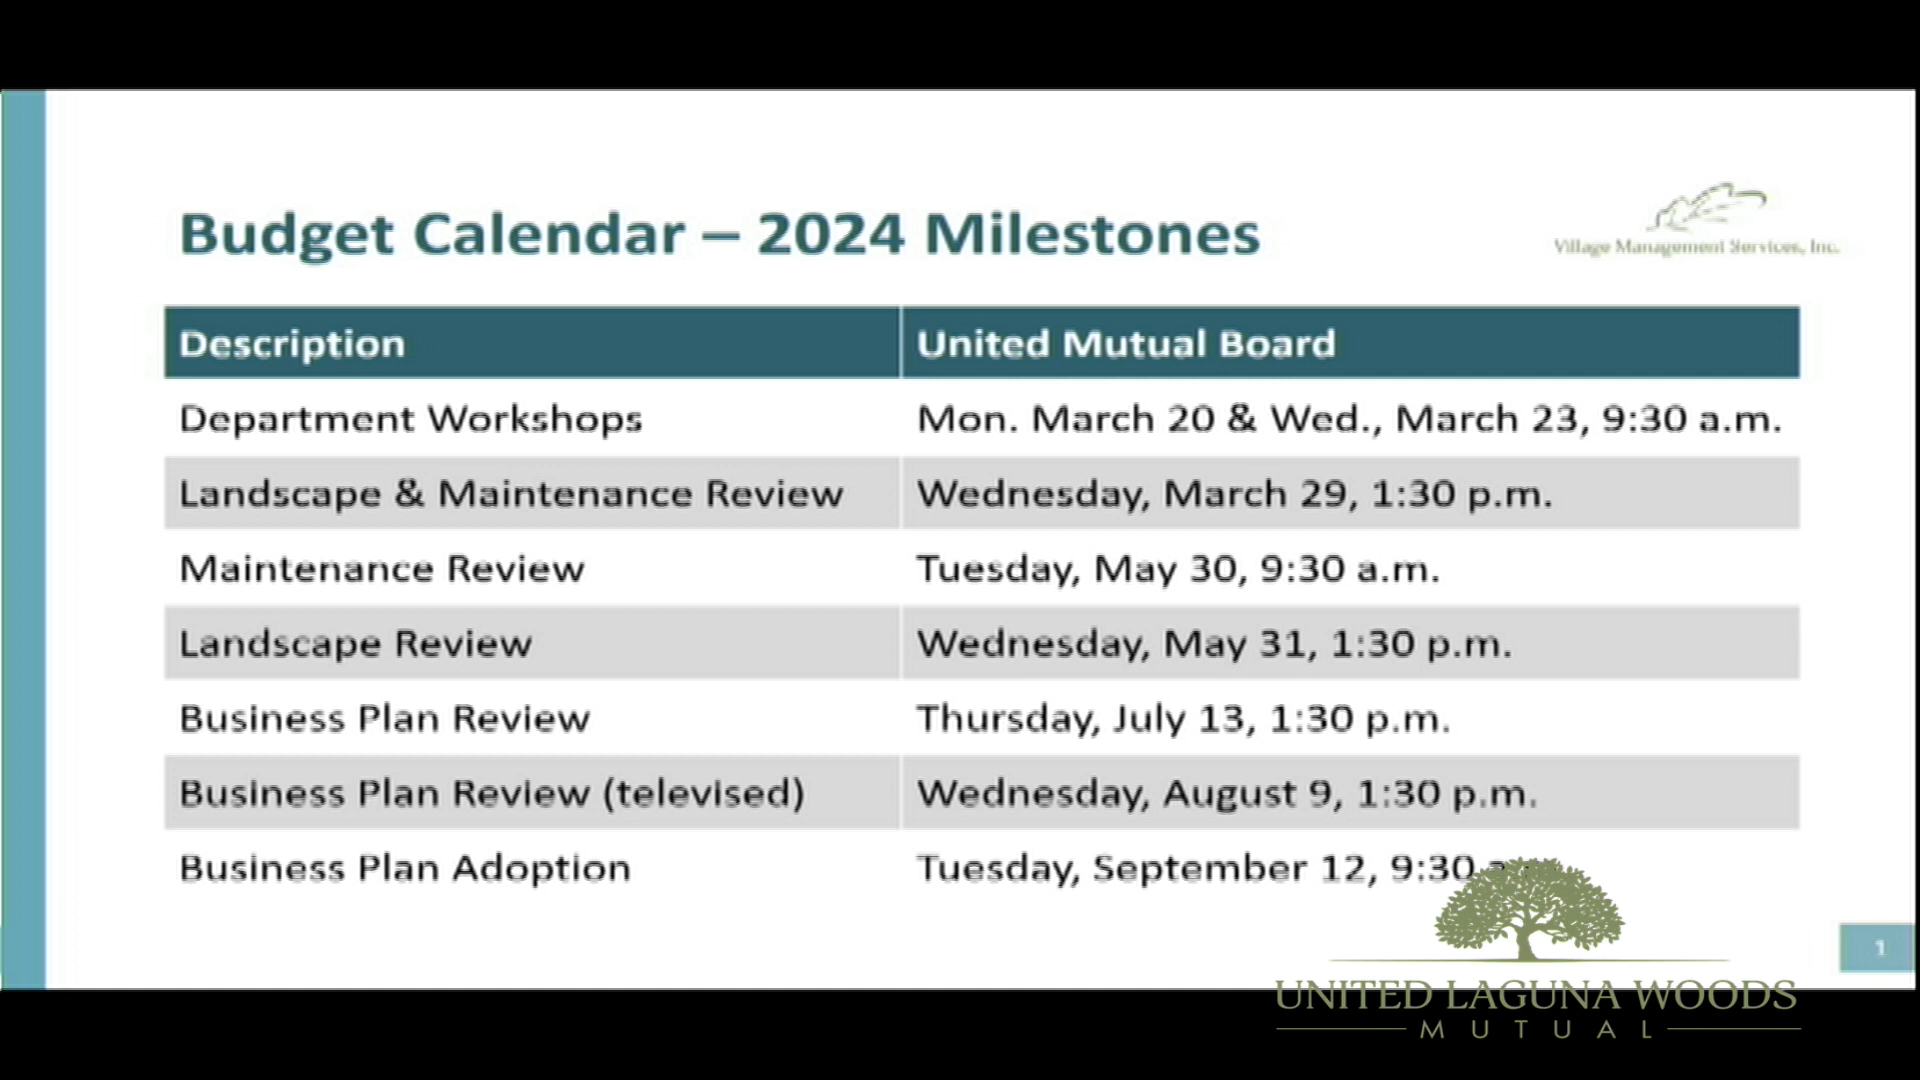 Budget Calendar – 2024 Milestones
Village Management Services, Inc.
Description United Mutual Board
Department Workshops Mon. March 20 & Wed., March 23, 9:30 a.m.
Landscape & Maintenance Review Wednesday, March 29, 1:30 p.m.
Maintenance Review Tuesday, May 30, 9:30 a.m.
Landscape Review Wednesday, May 31, 1:30 p.m.
Business Plan Review Thursday, July 13, 1:30 p.m.
Business Plan Review (televised) Wednesday, August 9, 1:30 p.m.
Business Plan Adoption Tuesday, September 12, 9:30
1
UNITED LAGUNA WOODS
MUTUAL